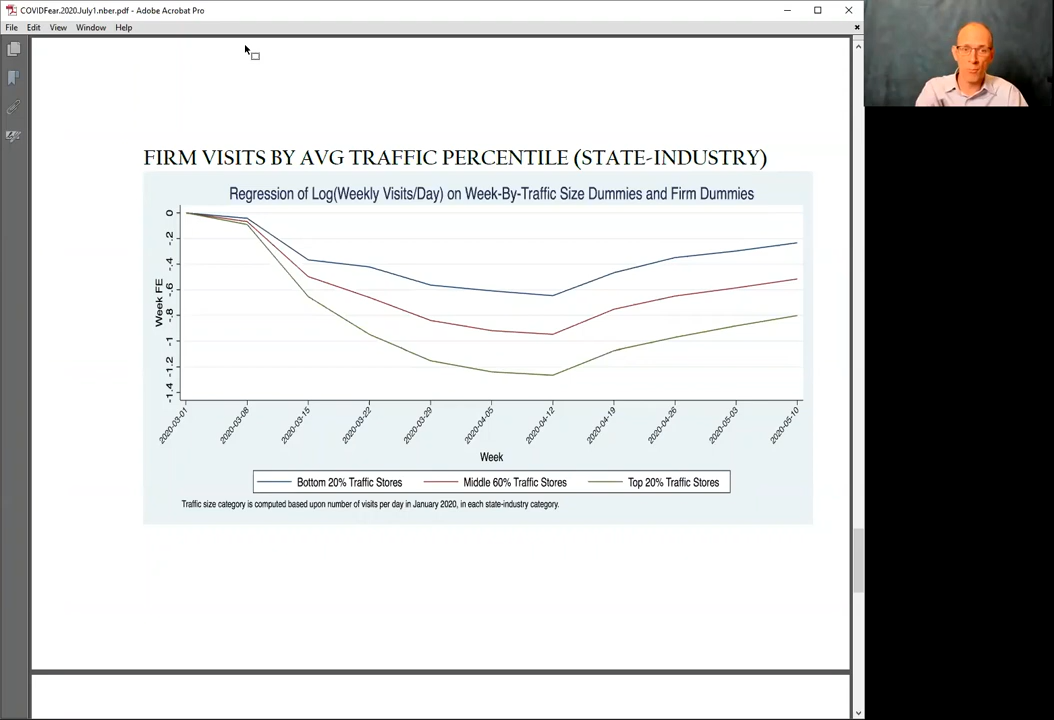 COVIDFear.2020.July1.nber.pdf - Adobe Acrobat Pro
File Edit View Window Help
FIRM VISITS BY AVG TRAFFIC PERCENTILE (STATE-INDUSTRY)
Regression of Log(Weekly Visits/Day) on Week-By-Traffic Size Dummies and Firm Dummies
Week FE
0
-.2
-.4
-.6
-.8
-1
-1.2
-1.4
2020-03-01 2020-03-08 2020-03-15 2020-03-22 2020-03-29 2020-04-05 2020-04-12 2020-04-19 2020-04-26 2020-05-03 2020-05-10
Week
Bottom 20% Traffic Stores Middle 60% Traffic Stores Top 20% Traffic Stores
Traffic size category is computed based upon number of visits per day in January 2020, in each state-industry category.